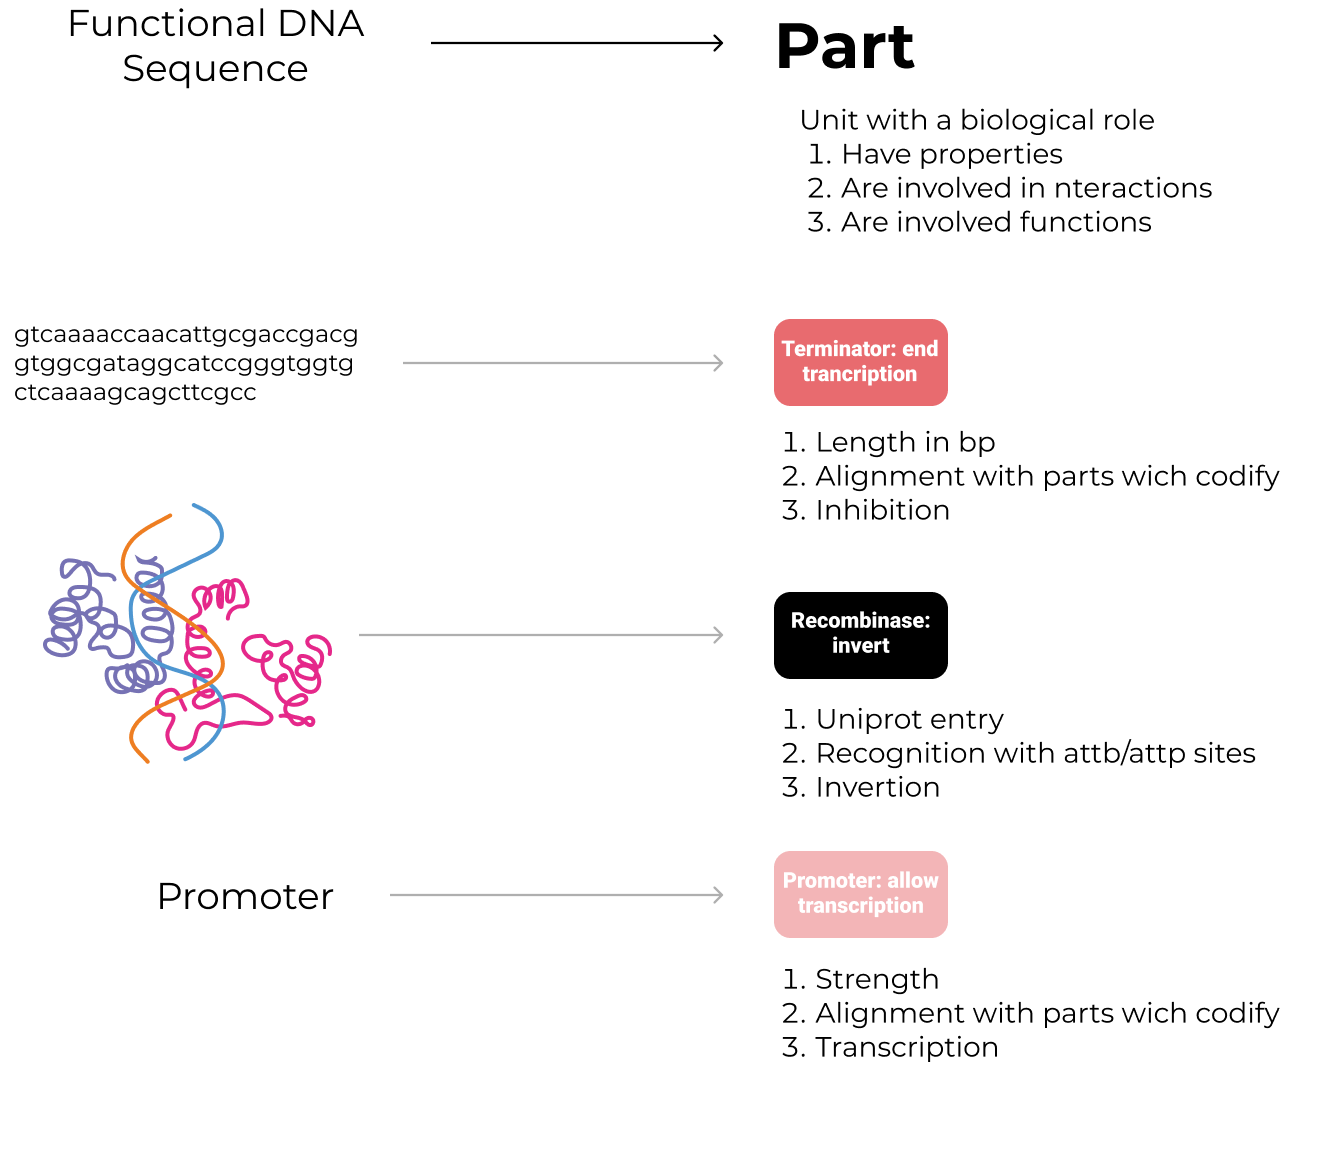 Functional DNA
Sequence
Part
Unit with a biological role
1. Have properties
2. Are involved in nteractions
3. Are involved functions
gtcaaaaccaacattgcgaccgacg
gtggcgataggcatccgggtggtg
ctcaaaagcagcttcgcc
Terminator: end
trancription
1. Length in bp
2. Alignment with parts wich codify
3. Inhibition
Recombinase:
invert
1. Uniprot entry
2. Recognition with attb/attp sites
3. Invertion
Promoter
Promoter: allow
transcription
1. Strength
2. Alignment with parts wich codify
3. Transcription